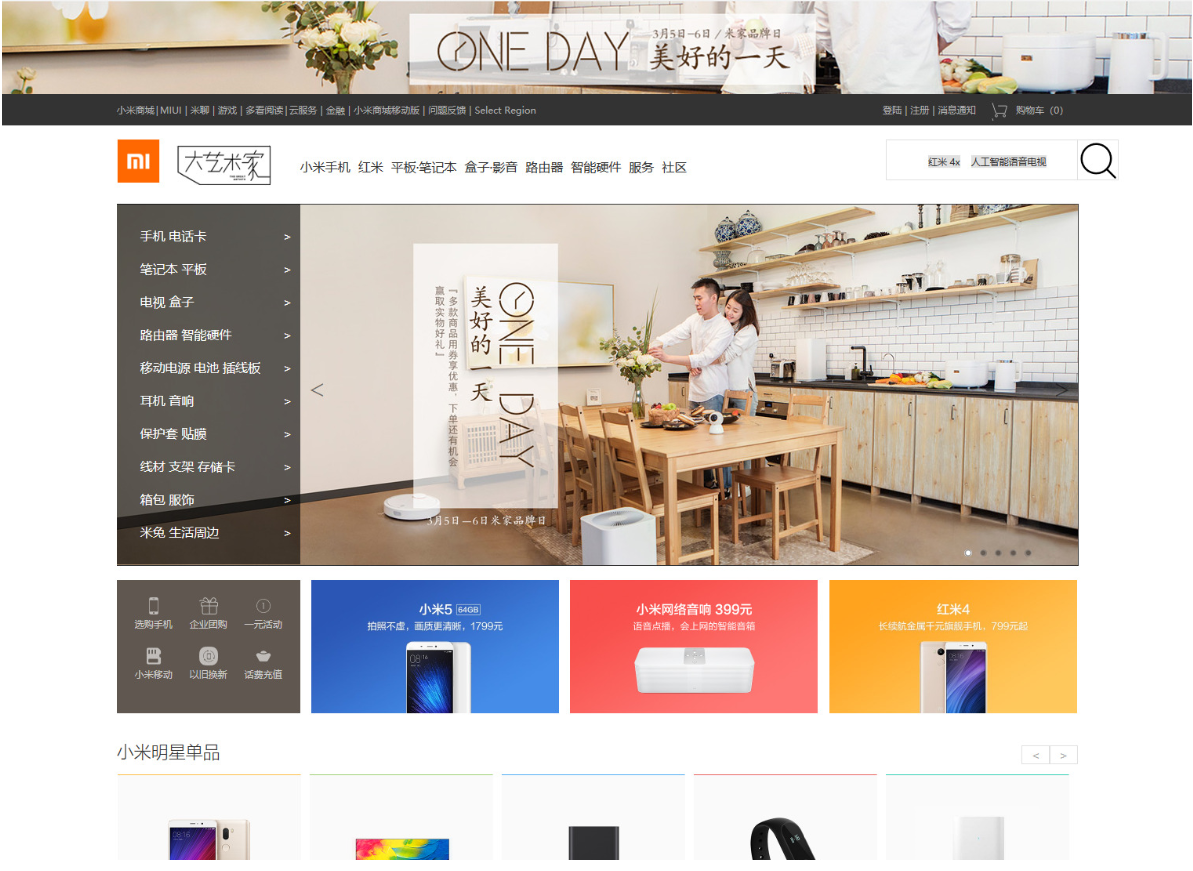 ONE DAY 3月5日-6日 / 米家品牌日
美好的一天
小米商城|MIUI | 米聊 | 游戏 | 多看阅读|云服务 | 金融 | 小米商城移动版 | 问题反馈 | Select Region
登陆 | 注册 | 消息通知 购物车（0）
mi 大艺术家
小米手机 红米 平板·笔记本 盒子·影音 路由器 智能硬件 服务 社区
红米 4x 人工智能语音电视
手机 电话卡 >
笔记本 平板 >
电视 盒子 >
路由器 智能硬件 >
移动电源 电池 插线板 >
耳机 音响 >
保护套 贴膜 >
线材 支架 存储卡 >
箱包 服饰 >
米兔 生活周边 >
<
ONE DAY
美好的一天
『多款商品用券享优惠，下单还有机会
赢取实物好礼』
3月5日—6日米家品牌日
选购手机 企业团购 一元活动
小米移动 以旧换新 话费充值
小米5 64GB
拍照不虚，画质更清晰，1799元
08:16
小米网络音响 399元
语音点播，会上网的智能音箱
红米4
长续航金属千元旗舰手机，799元起
小米明星单品
< >